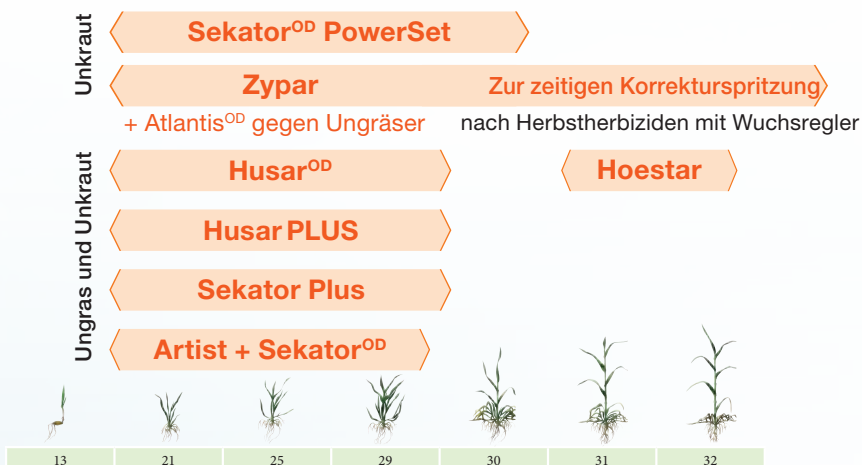 Unkraut
Sekator^OD PowerSet
Zypar
Zur zeitigen Korrekturspritzung
+ Atlantis^OD gegen Ungräser
nach Herbstherbiziden mit Wuchsregler
Ungras und Unkraut
Husar^OD
Hoestar
Husar PLUS
Sekator Plus
Artist + Sekator^OD
13 21 25 29 30 31 32